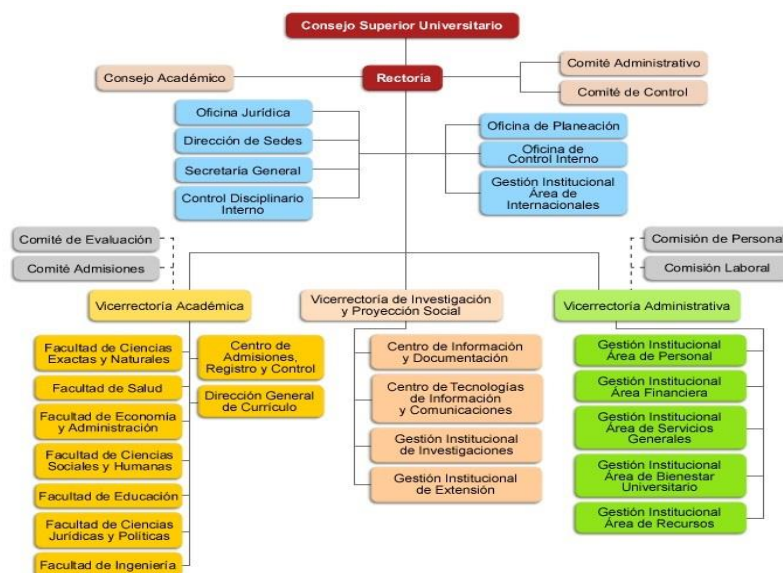 Consejo Superior Universitario
Consejo Académico
Rectoría
Comité Administrativo
Comité de Control
Oficina Jurídica
Dirección de Sedes
Secretaría General
Control Disciplinario
Interno
Oficina de Planeación
Oficina de
Control Interno
Gestión Institucional
Área de
Internacionales
Comité de Evaluación
Comité Admisiones
Comisión de Personal
Comisión Laboral
Vicerrectoría Académica
Facultad de Ciencias
Exactas y Naturales
Facultad de Salud
Facultad de Economía
y Administración
Facultad de Ciencias
Sociales y Humanas
Facultad de Educación
Facultad de Ciencias
Jurídicas y Políticas
Facultad de Ingeniería
Centro de
Admisiones,
Registro y Control
Dirección General
de Currículo
Vicerrectoría de Investigación
y Proyección Social
Centro de Información
y Documentación
Centro de Tecnologías
de Información
y Comunicaciones
Gestión Institucional
de Investigaciones
Gestión Institucional
de Extensión
Vicerrectoría Administrativa
Gestión Institucional
Área de Personal
Gestión Institucional
Área Financiera
Gestión Institucional
Área de Servicios
Generales
Gestión Institucional
Área de Bienestar
Universitario
Gestión Institucional
Área de Recursos